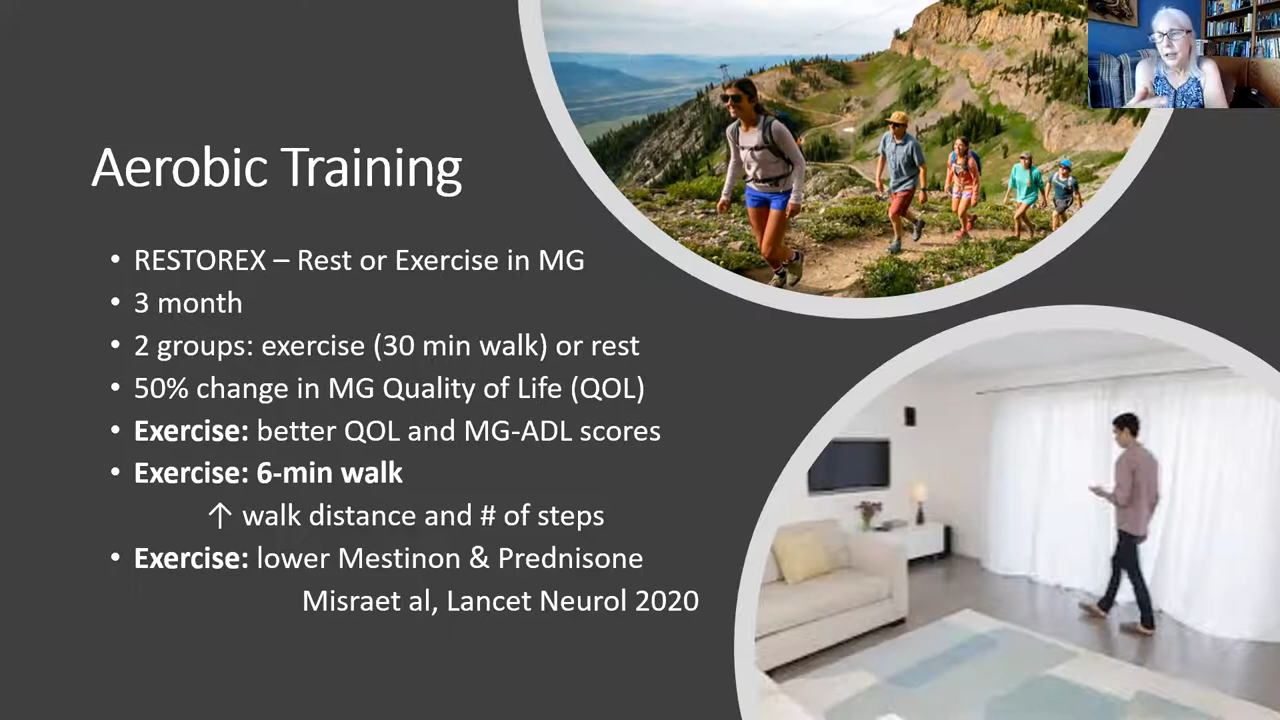 Aerobic Training
• RESTOREX – Rest or Exercise in MG
• 3 month
• 2 groups: exercise (30 min walk) or rest
• 50% change in MG Quality of Life (QOL)
• Exercise: better QOL and MG-ADL scores
• Exercise: 6-min walk
↑ walk distance and # of steps
• Exercise: lower Mestinon & Prednisone
Misraet al, Lancet Neurol 2020